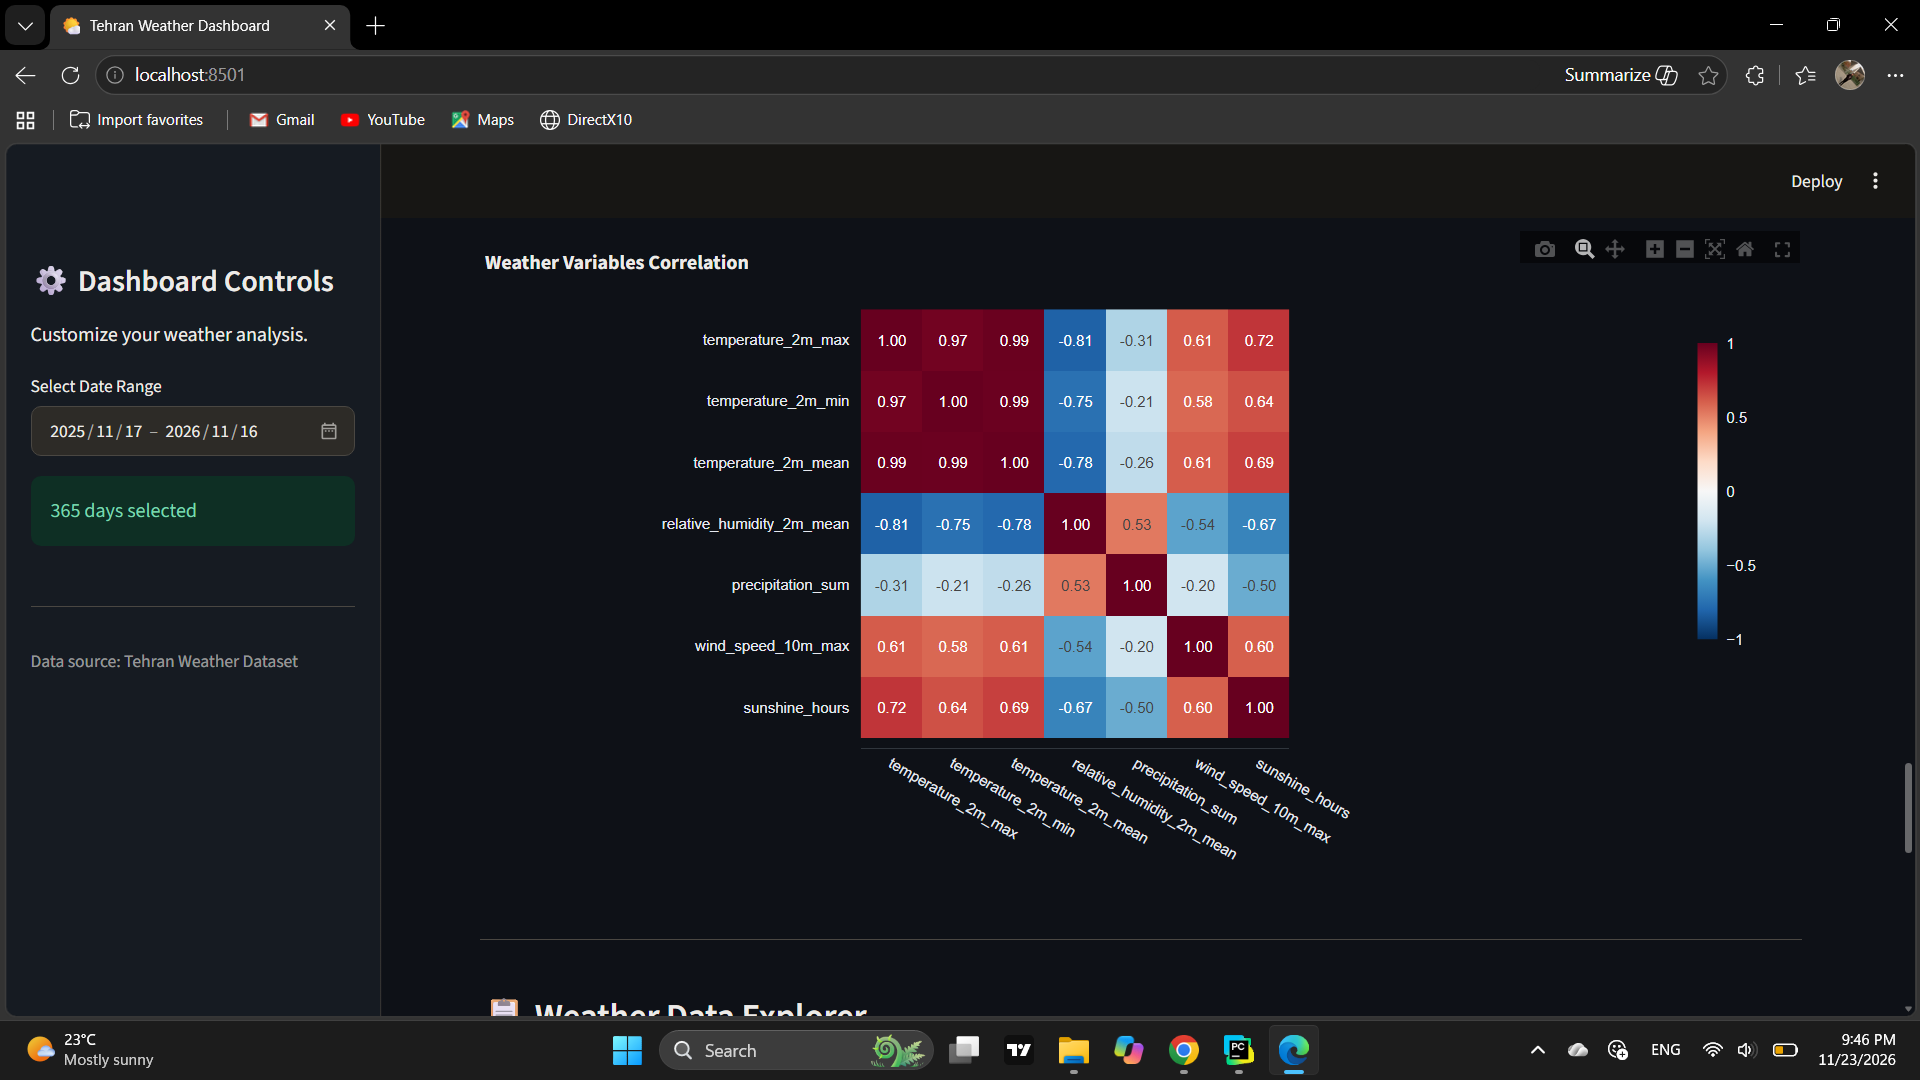 Tehran Weather Dashboard
localhost:8501
Summarize
Import favorites
Gmail
YouTube
Maps
DirectX10
Deploy
Dashboard Controls
Customize your weather analysis.
Select Date Range
2025/11/17 – 2026/11/16
365 days selected
Data source: Tehran Weather Dataset
Weather Variables Correlation
temperature_2m_max 1.00 0.97 0.99 -0.81 -0.31 0.61 0.72
temperature_2m_min 0.97 1.00 0.99 -0.75 -0.21 0.58 0.64
temperature_2m_mean 0.99 0.99 1.00 -0.78 -0.26 0.61 0.69
relative_humidity_2m_mean -0.81 -0.75 -0.78 1.00 0.53 -0.54 -0.67
precipitation_sum -0.31 -0.21 -0.26 0.53 1.00 -0.20 -0.50
wind_speed_10m_max 0.61 0.58 0.61 -0.54 -0.20 1.00 0.60
sunshine_hours 0.72 0.64 0.69 -0.67 -0.50 0.60 1.00
temperature_2m_max
temperature_2m_min
temperature_2m_mean
relative_humidity_2m_mean
precipitation_sum
wind_speed_10m_max
sunshine_hours
1
0.5
0
−0.5
−1
Weather Data Explorer
23°C
Mostly sunny
Search
PC
ENG
9:46 PM
11/23/2026